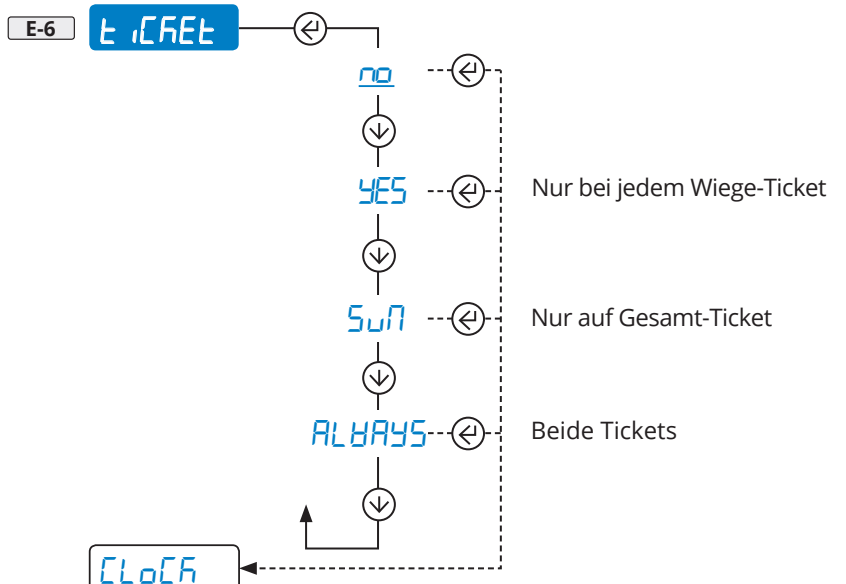 E-6 tiCKEt
no
YES Nur bei jedem Wiege-Ticket
SuM Nur auf Gesamt-Ticket
ALWAYS Beide Tickets
CLoCK